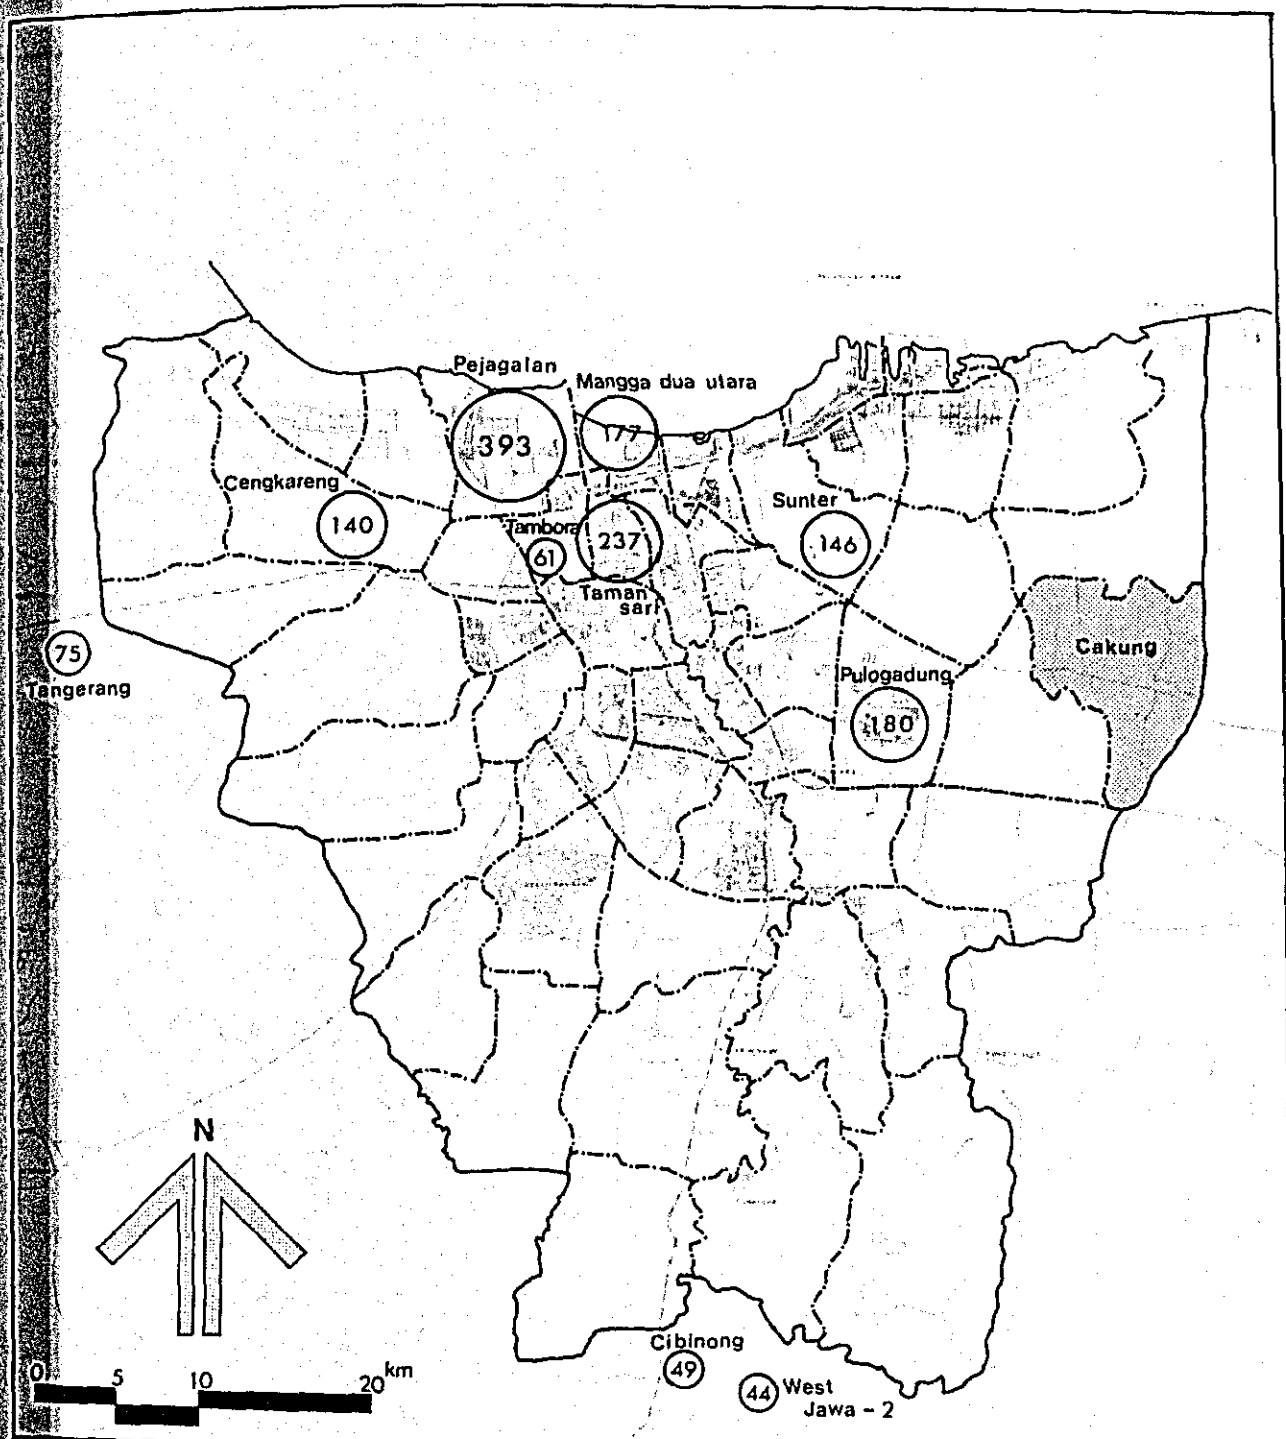 Pejagalan
Mangga dua utara
393
177
Cengkareng
140
Tambora
61
237
Taman
sari
Sunter
146
Cakung
75
Tangerang
Pulogadung
180
N
0 5 10 20 km
Cibinong
49
44 West
Jawa - 2